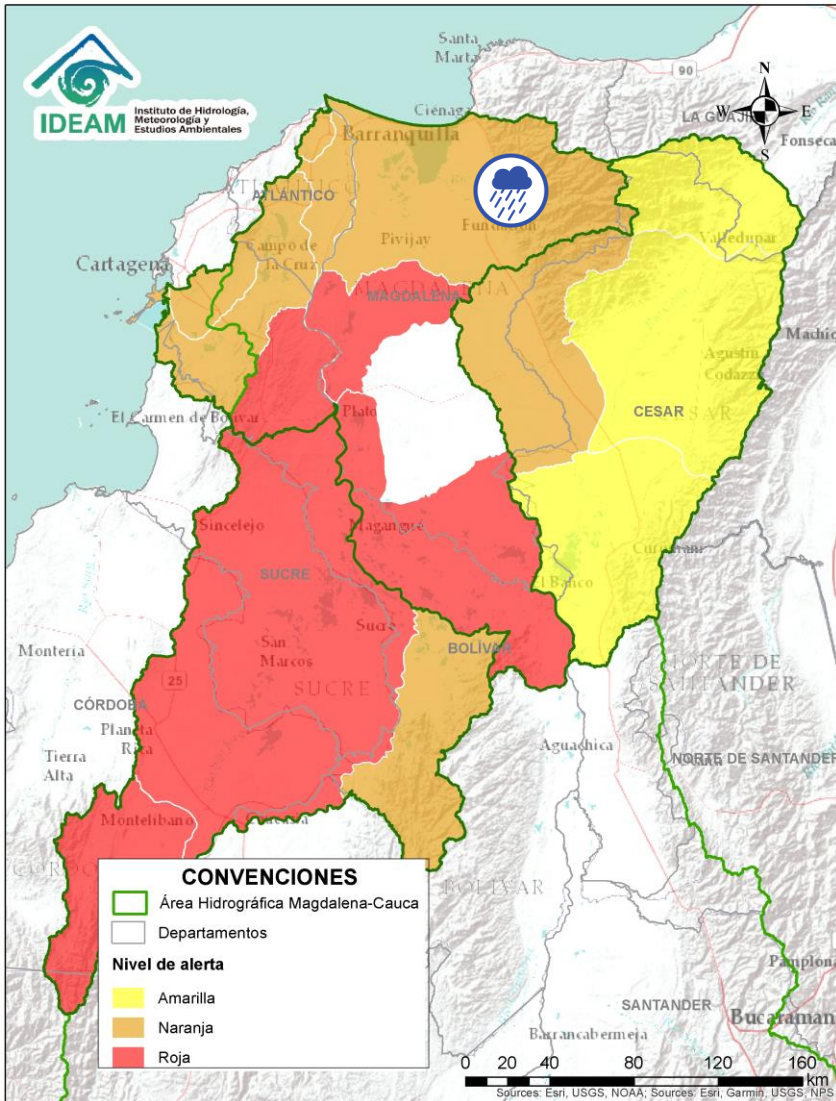 IDEAM
Instituto de Hidrología,
Meteorología y
Estudios Ambientales
Santa
Marta
90
N
W
E
S
LA GUAJI
Fonseca
Ciénaga
Barranquilla
ATLÁNTICO
Cartagena
Campo de
la Cruz
Pivijay
Fundación
Valledupar
MAGDALENA
Machiq
Agustín
Codazzi
El Carmen de Bolívar
Plato
CESAR
Sincelejo
Magangué
SUCRE
El Banco
Sucre
BOLÍVAR
San
Marcos
SUCRE
Montería
25
NORTE DE
SANTANDER
CÓRDOBA
Planeta
Rica
Tierra
Alta
Aguachica
NORTE DE SANTANDER
Montelíbano
BOLÍVAR
CONVENCIONES
Área Hidrográfica Magdalena-Cauca
Departamentos
Nivel de alerta
Amarilla
Naranja
Roja
Pamplona
SANTANDER
Bucaraman
Barrancabermeja
0 20 40 80 120 160
km
Sources: Esri, USGS, NOAA; Sources: Esri, Garmin, USGS, NPS